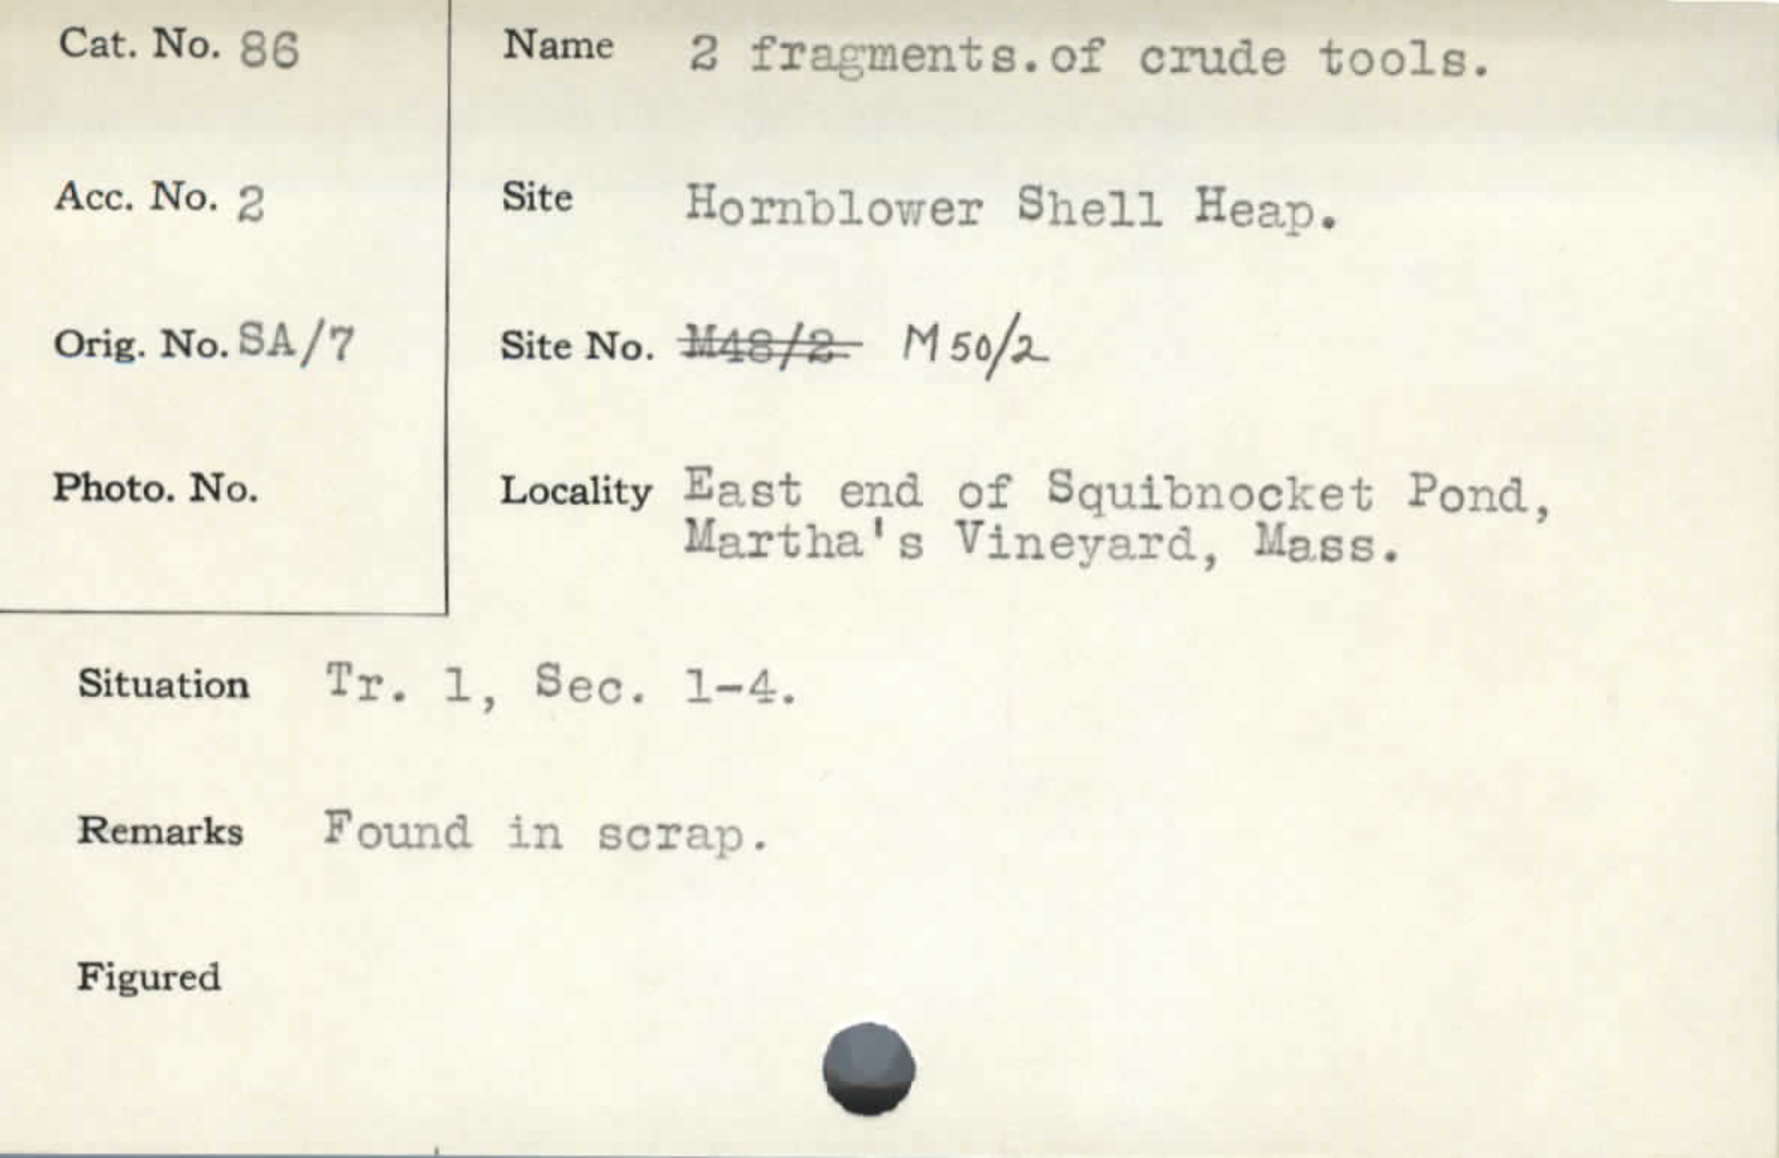 Cat. No. 86
Name 2 fragments.of crude tools.
Acc. No. 2
Site Hornblower Shell Heap.
Orig. No. SA/7
Site No. M48/2 M50/2
Photo. No.
Locality East end of Squibnocket Pond,
Martha's Vineyard, Mass.
Situation Tr. 1, Sec. 1-4.
Remarks Found in scrap.
Figured